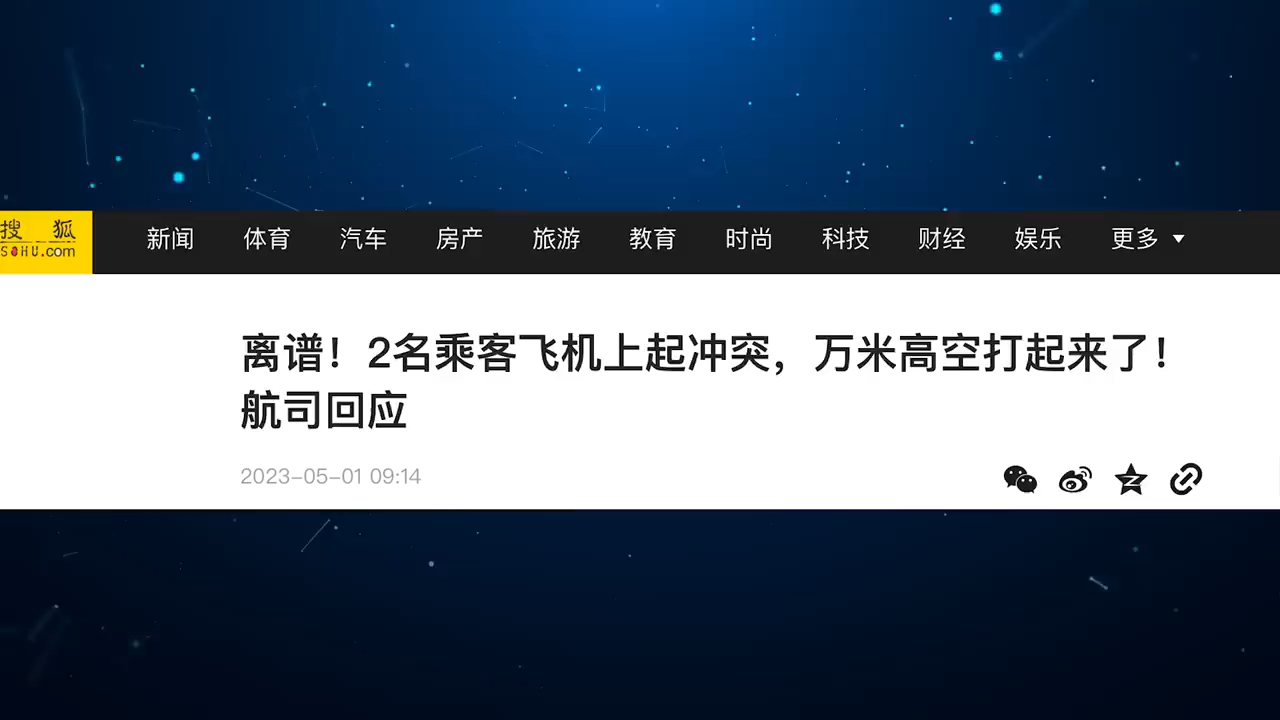 搜 狐
SOHU.com
新闻 体育 汽车 房产 旅游 教育 时尚 科技 财经 娱乐 更多
离谱！2名乘客飞机上起冲突，万米高空打起来了！
航司回应
2023-05-01 09:14